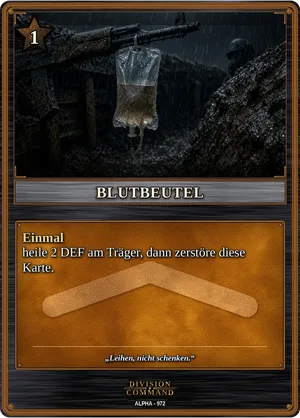 1
BLUTBEUTEL
Einmal
heile 2 DEF am Träger, dann zerstöre diese
Karte.
„Leihen, nicht schenken.“
DIVISION
COMMAND
ALPHA - 972